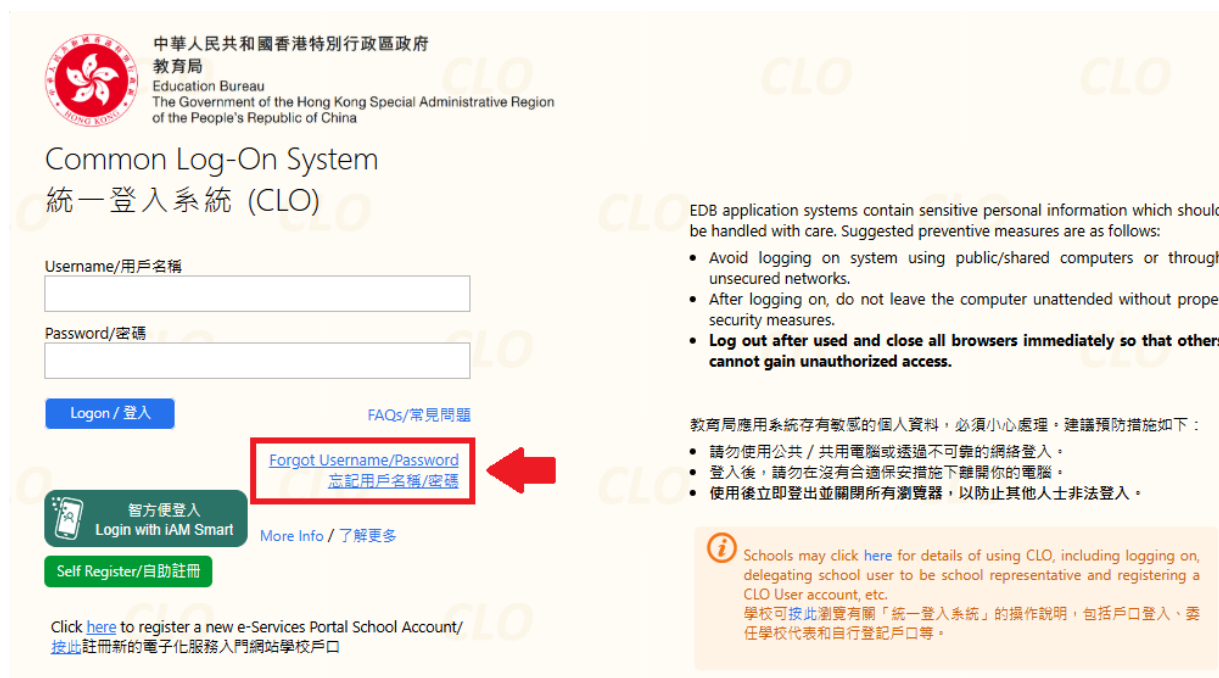 中華人民共和國香港特別行政區政府
教育局
Education Bureau
The Government of the Hong Kong Special Administrative Region
of the People's Republic of China
HONG KONG
Common Log-On System
統一登入系統 (CLO)
Username/用戶名稱
Password/密碼
Logon / 登入
FAQs/常見問題
Forgot Username/Password
忘記用戶名稱/密碼
智方便登入
Login with iAM Smart
More Info / 了解更多
Self Register/自助註冊
Click here to register a new e-Services Portal School Account/
按此註冊新的電子化服務入門網站學校戶口
EDB application systems contain sensitive personal information which should
be handled with care. Suggested preventive measures are as follows:
• Avoid logging on system using public/shared computers or through
unsecured networks.
• After logging on, do not leave the computer unattended without proper
security measures.
• Log out after used and close all browsers immediately so that others
cannot gain unauthorized access.
教育局應用系統存有敏感的個人資料，必須小心處理。建議預防措施如下：
• 請勿使用公共 / 共用電腦或透過不可靠的網絡登入。
• 登入後，請勿在沒有合適保安措施下離開你的電腦。
• 使用後立即登出並關閉所有瀏覽器，以防止其他人士非法登入。
Schools may click here for details of using CLO, including logging on,
delegating school user to be school representative and registering a
CLO User account, etc.
學校可按此瀏覽有關「統一登入系統」的操作說明，包括戶口登入、委
任學校代表和自行登記戶口等。
CLO
CLO
CLO
CLO
CLO
CLO
CLO
CLO
CLO
CLO
CLO